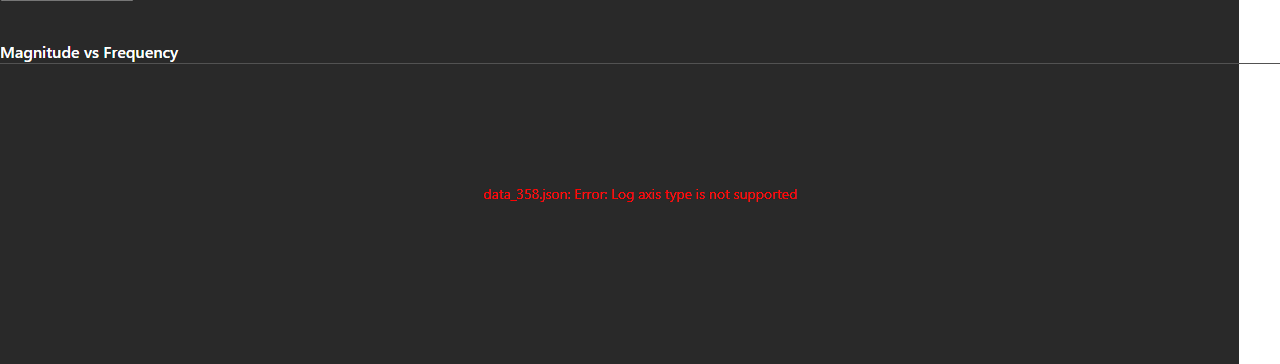 Magnitude vs Frequency
data_358.json: Error: Log axis type is not supported